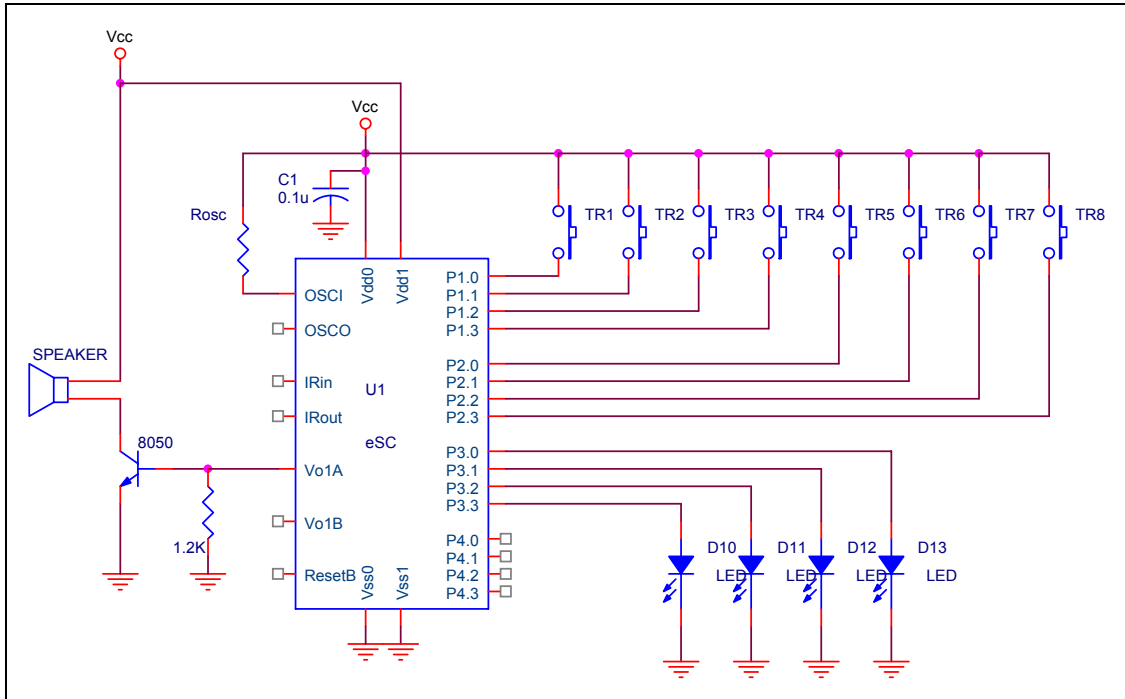 Vcc
Vcc
C1
0.1u
Rosc
TR1
TR2
TR3
TR4
TR5
TR6
TR7
TR8
Vdd0
Vdd1
OSCI
OSCO
IRin
IRout
Vo1A
Vo1B
ResetB
Vss0
Vss1
U1
eSC
P1.0
P1.1
P1.2
P1.3
P2.0
P2.1
P2.2
P2.3
P3.0
P3.1
P3.2
P3.3
P4.0
P4.1
P4.2
P4.3
SPEAKER
8050
1.2K
D10
LED
D11
LED
D12
LED
D13
LED